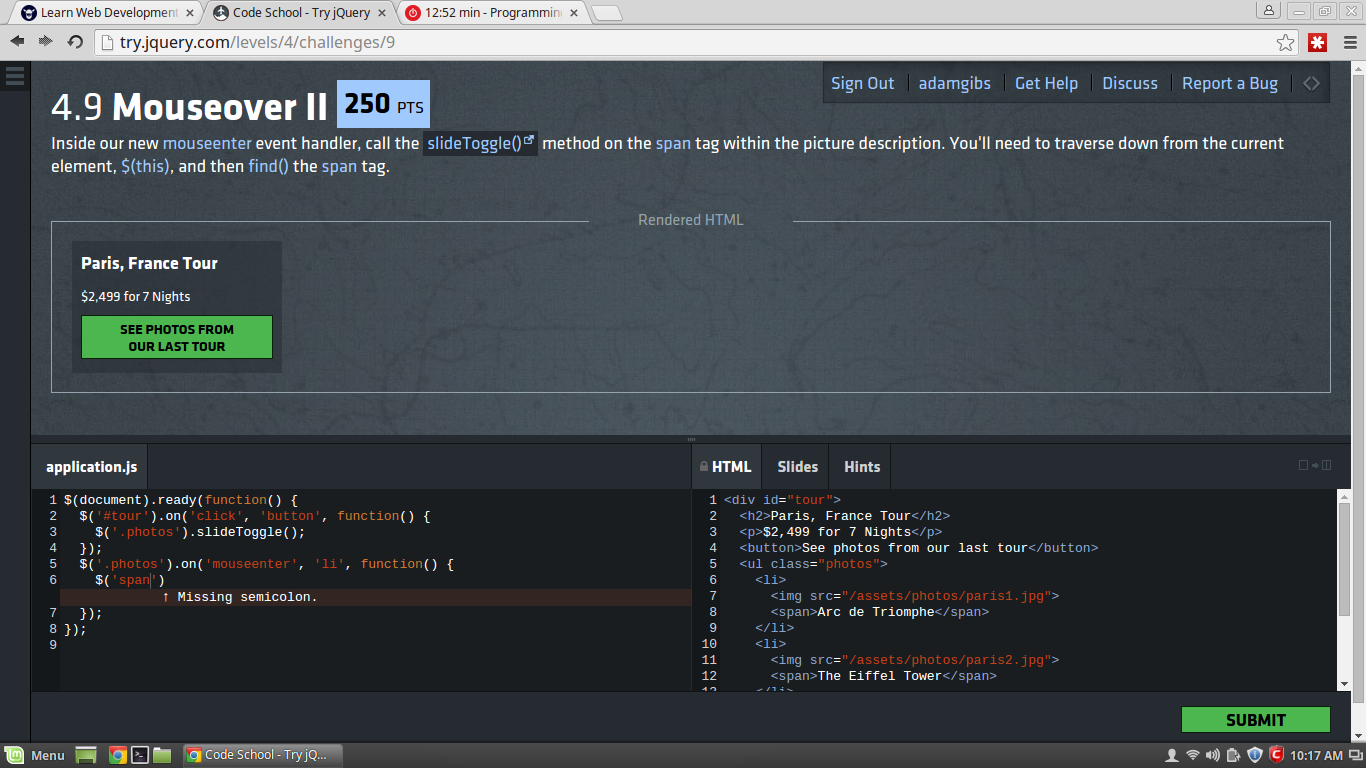 Learn Web Development
Code School - Try jQuery
12:52 min - Programmin
try.jquery.com/levels/4/challenges/9
Sign Out
adamgibs
Get Help
Discuss
Report a Bug
4.9 Mouseover II
250 PTS
Inside our new mouseenter event handler, call the slideToggle() method on the span tag within the picture description. You'll need to traverse down from the current
element, $(this), and then find() the span tag.
Rendered HTML
Paris, France Tour
$2,499 for 7 Nights
SEE PHOTOS FROM
OUR LAST TOUR
application.js
1 $(document).ready(function() {
2 $('#tour').on('click', 'button', function() {
3 $('.photos').slideToggle();
4 });
5 $('.photos').on('mouseenter', 'li', function() {
6 $('span')
↑ Missing semicolon.
7 });
8 });
9
HTML
Slides
Hints
1 <div id="tour">
2 <h2>Paris, France Tour</h2>
3 <p>$2,499 for 7 Nights</p>
4 <button>See photos from our last tour</button>
5 <ul class="photos">
6 <li>
7 <img src="/assets/photos/paris1.jpg">
8 <span>Arc de Triomphe</span>
9 </li>
10 <li>
11 <img src="/assets/photos/paris2.jpg">
12 <span>The Eiffel Tower</span>
13 </li>
SUBMIT
Menu
Code School - Try jQ...
10:17 AM